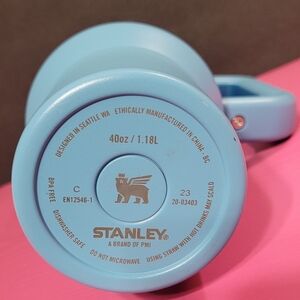 DESIGNED IN SEATTLE WA
ETHICALLY MANUFACTURED IN CHINA- BC
40oz / 1.18L
BPA FREE
C
EN12546-1
23
20-03403
STANLEY
A BRAND OF PMI
DISHWASHER SAFE
DO NOT MICROWAVE
USING STRAW WITH HOT DRINKS MAY SCALD